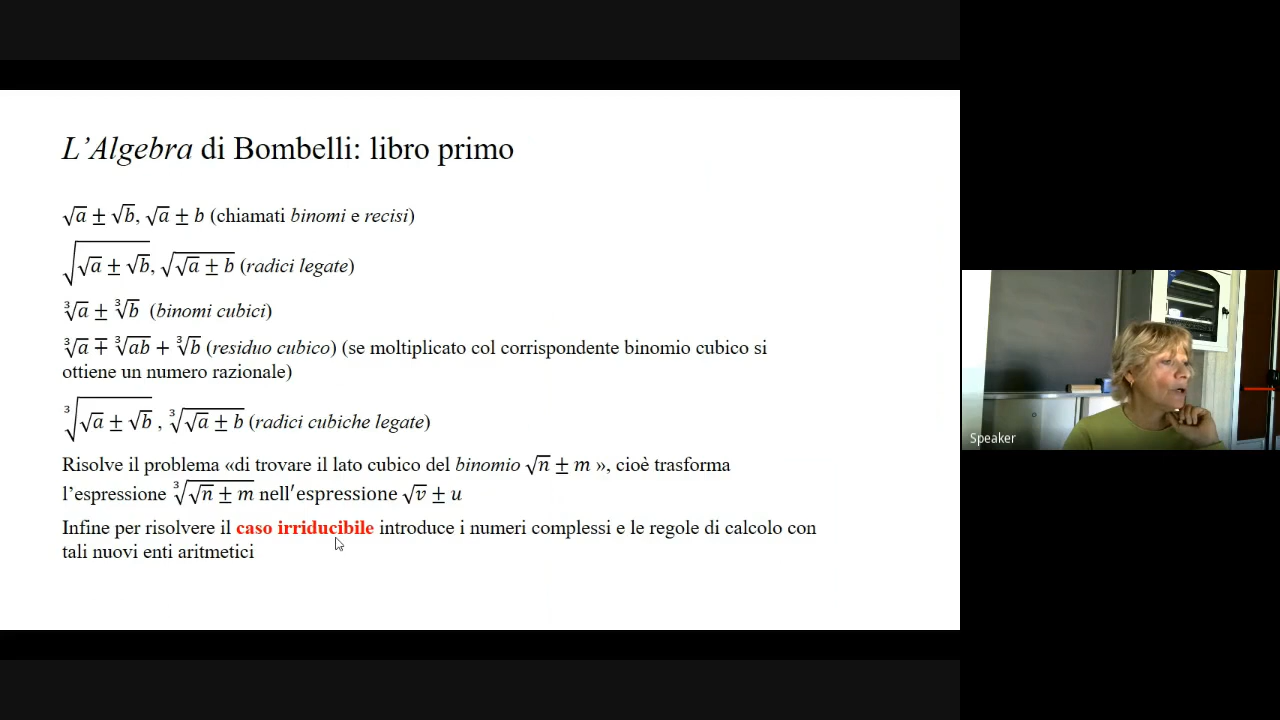 L’Algebra di Bombelli: libro primo
√a ± √b, √a ± b (chiamati binomi e recisi)
√(√a ± √b), √(√a ± b) (radici legate)
∛a ± ∛b (binomi cubici)
∛a ∓ ∛ab + ∛b (residuo cubico) (se moltiplicato col corrispondente binomio cubico si
ottiene un numero razionale)
∛(√a ± √b) , ∛(√a ± b) (radici cubiche legate)
Risolve il problema «di trovare il lato cubico del binomio √n ± m », cioè trasforma
l’espressione ∛(√n ± m) nell′espressione √v ± u
Infine per risolvere il caso irriducibile introduce i numeri complessi e le regole di calcolo con
tali nuovi enti aritmetici
Speaker